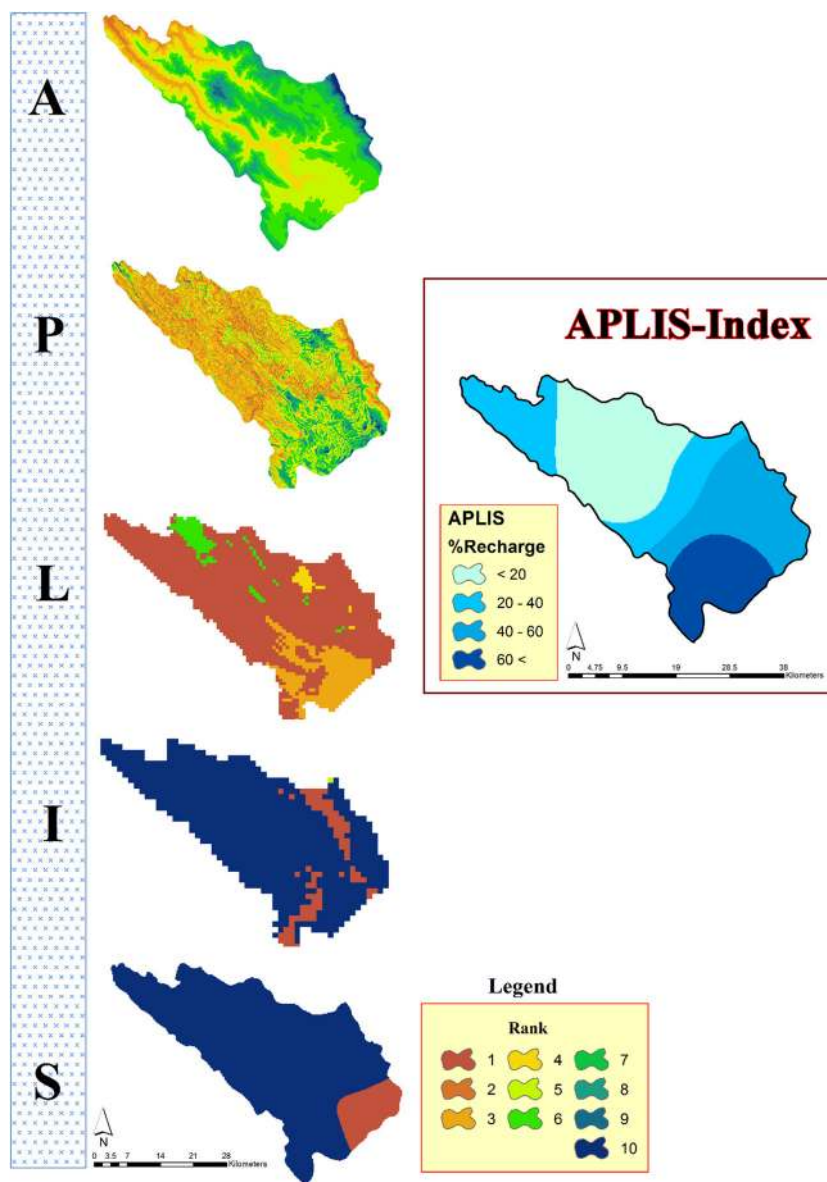 A
P
L
I
S
APLIS-Index
APLIS
%Recharge
< 20
20 - 40
40 - 60
60 <
N
0 4.75 9.5 19 28.5 38
Kilometers
Legend
Rank
1 4 7
2 5 8
3 6 9
10
N
0 3.5 7 14 21 28
Kilometers